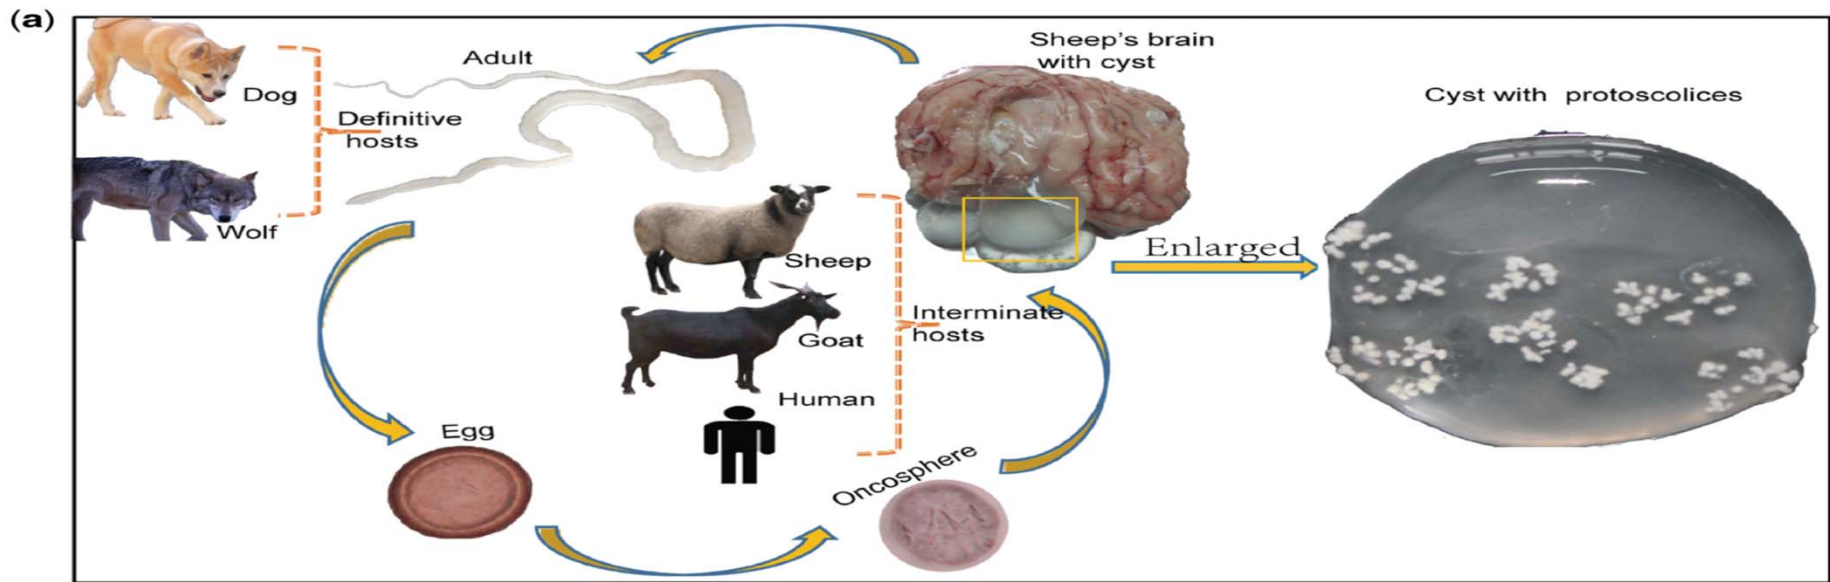 (a)
Dog
Definitive
hosts
Wolf
Adult
Sheep's brain
with cyst
Cyst with protoscolices
Sheep
Goat
Human
Interminate
hosts
Enlarged
Egg
Oncosphere